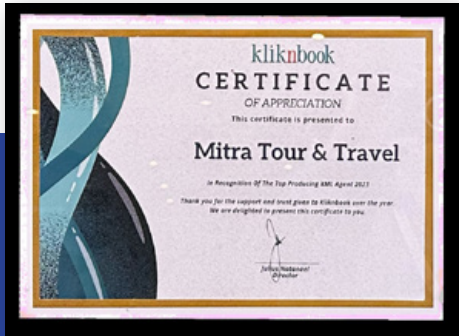 kliknbook
CERTIFICATE
OF APPRECIATION
This certificate is presented to
Mitra Tour & Travel
In Recognition Of The Top Producing AML Agent 2023
Thank you for the support and trust given to Kliknbook over the year.
We are delighted to present this certificate to you.
Director